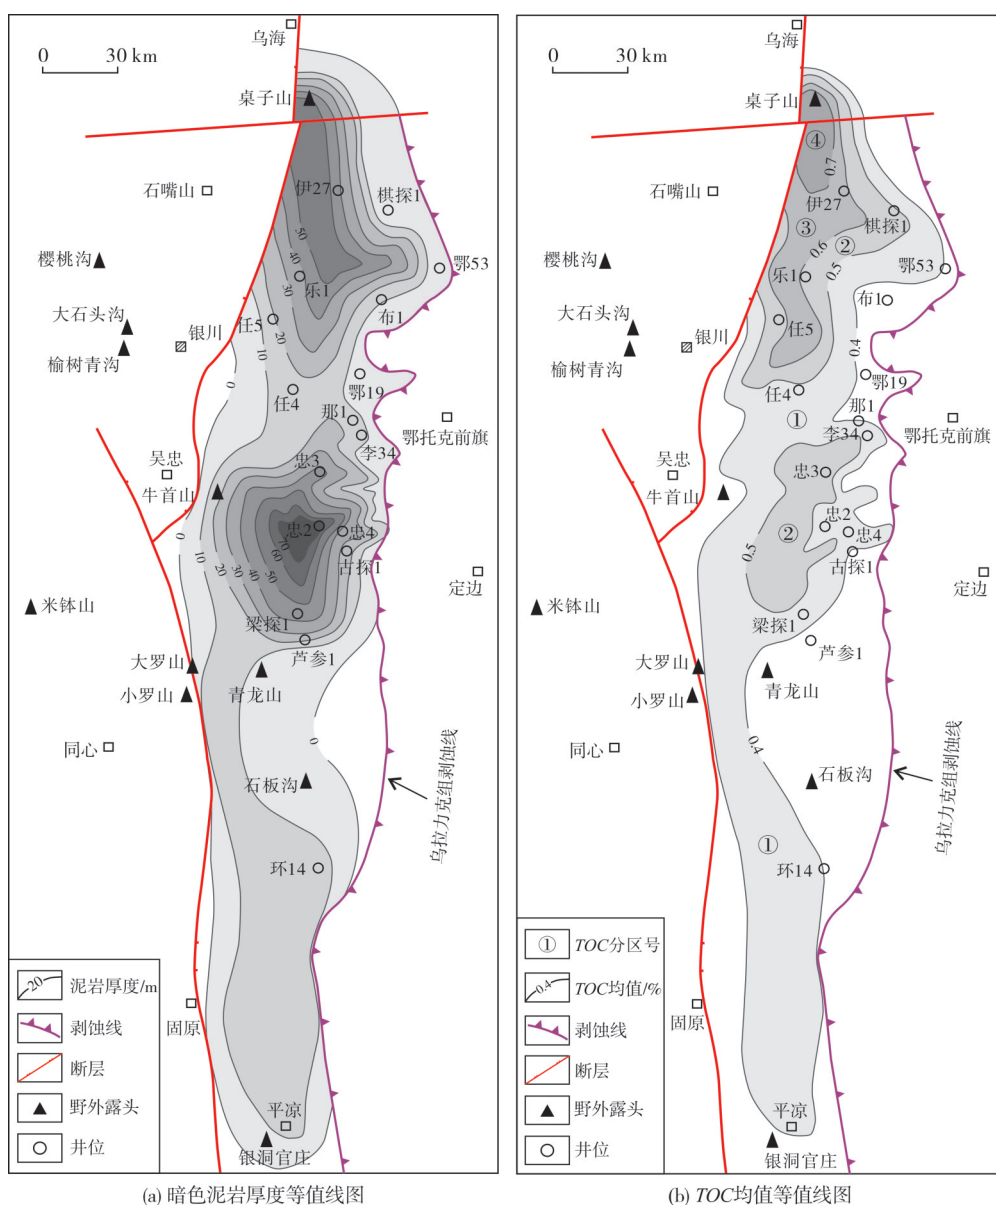 乌海
0 30 km
桌子山
石嘴山
伊27
棋探1
50
樱桃沟
40
乐1
鄂53
30
大石头沟
任5
布1
银川
20
榆树青沟
10
0
任4
鄂19
那1
鄂托克前旗
李34
吴忠
忠3
牛首山
0
10
20
30
40
50
60
70
忠2
忠4
古探1
定边
米钵山
梁探1
芦参1
大罗山
青龙山
小罗山
0
同心
石板沟
乌拉力克组剥蚀线
环14
20 泥岩厚度/m
剥蚀线
固原
断层
野外露头
平凉
井位
银洞官庄
(a) 暗色泥岩厚度等值线图
乌海
0 30 km
桌子山
④
0.7
石嘴山
伊27
棋探1
③
②
0.6
樱桃沟
0.5
乐1
鄂53
布1
大石头沟
任5
银川
榆树青沟
0.4
任4
鄂19
那1
①
鄂托克前旗
李34
吴忠
忠3
牛首山
忠2
②
忠4
0.5
古探1
定边
米钵山
梁探1
芦参1
大罗山
青龙山
小罗山
0.4
同心
石板沟
乌拉力克组剥蚀线
①
环14
① TOC分区号
0.4 TOC均值/%
固原
剥蚀线
断层
野外露头
平凉
井位
银洞官庄
(b) TOC均值等值线图